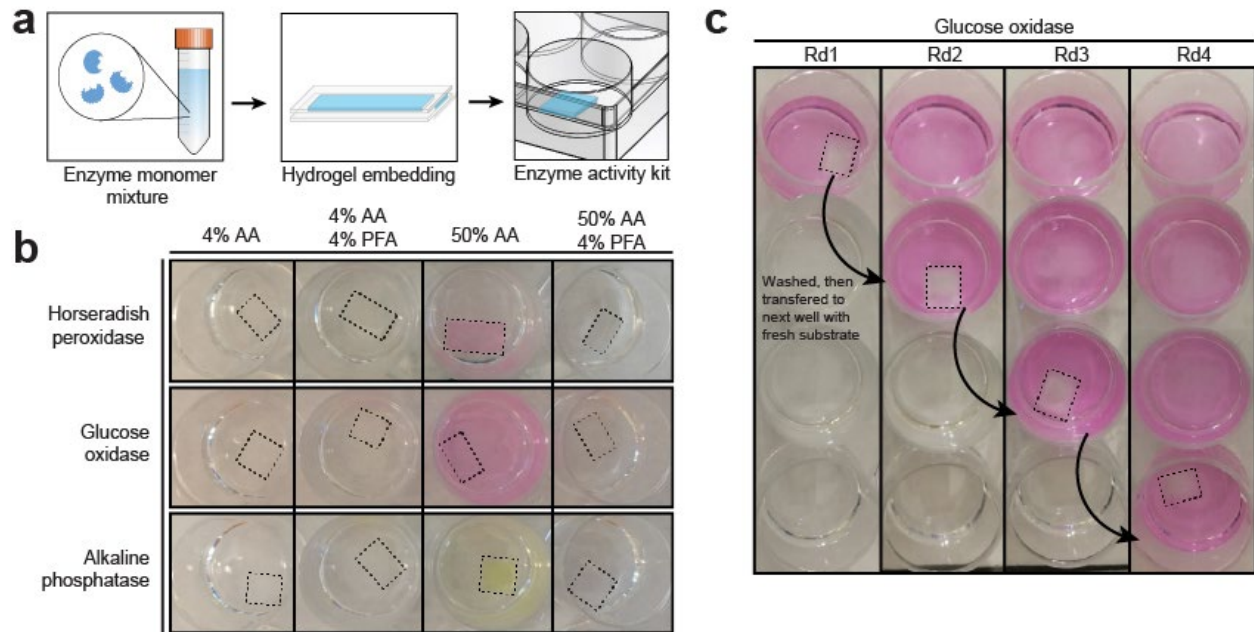 a
Enzyme monomer
mixture
Hydrogel embedding
Enzyme activity kit
b
4% AA
4% AA
4% PFA
50% AA
50% AA
4% PFA
Horseradish
peroxidase
Glucose
oxidase
Alkaline
phosphatase
c
Glucose oxidase
Rd1
Rd2
Rd3
Rd4
Washed, then
transfered to
next well with
fresh substrate